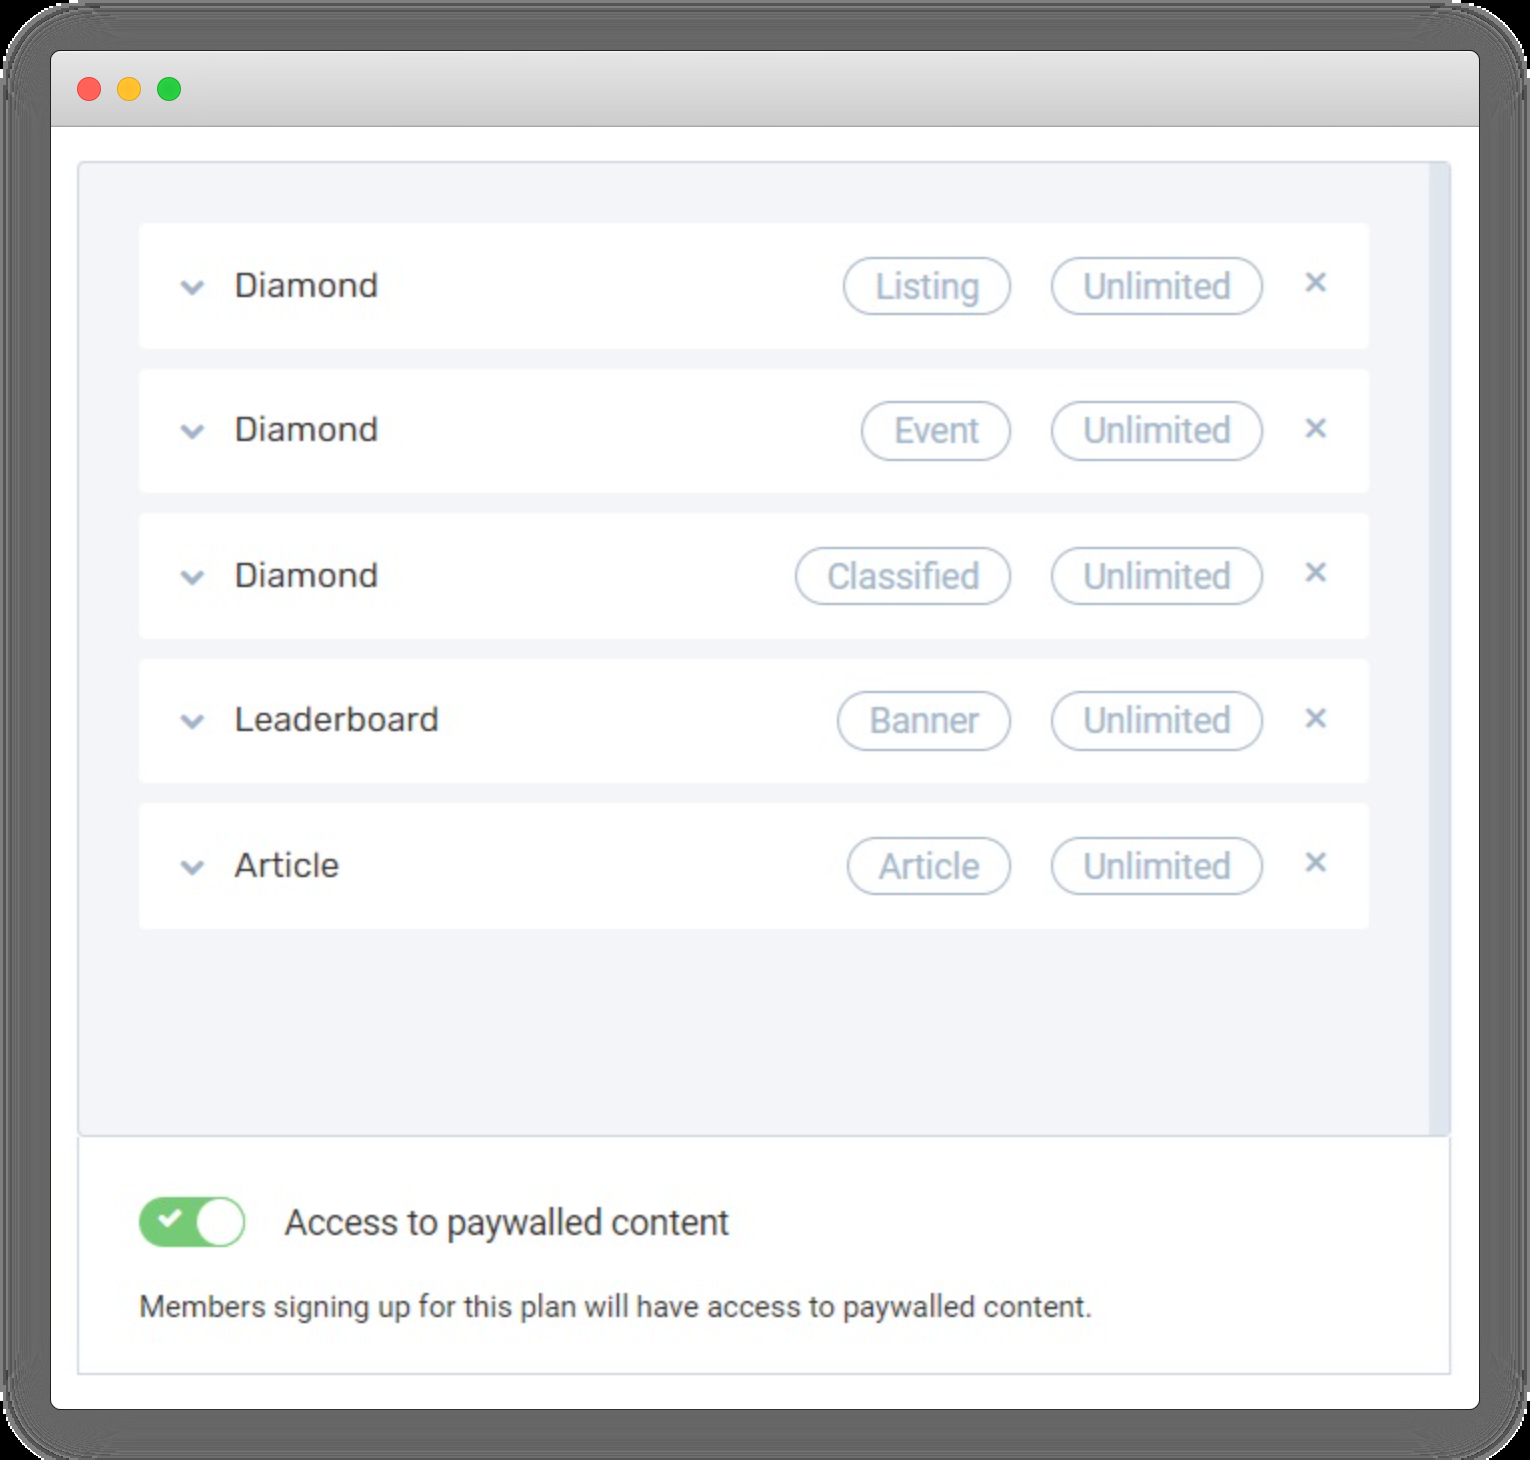 Diamond Listing Unlimited
Diamond Event Unlimited
Diamond Classified Unlimited
Leaderboard Banner Unlimited
Article Article Unlimited
Access to paywalled content
Members signing up for this plan will have access to paywalled content.